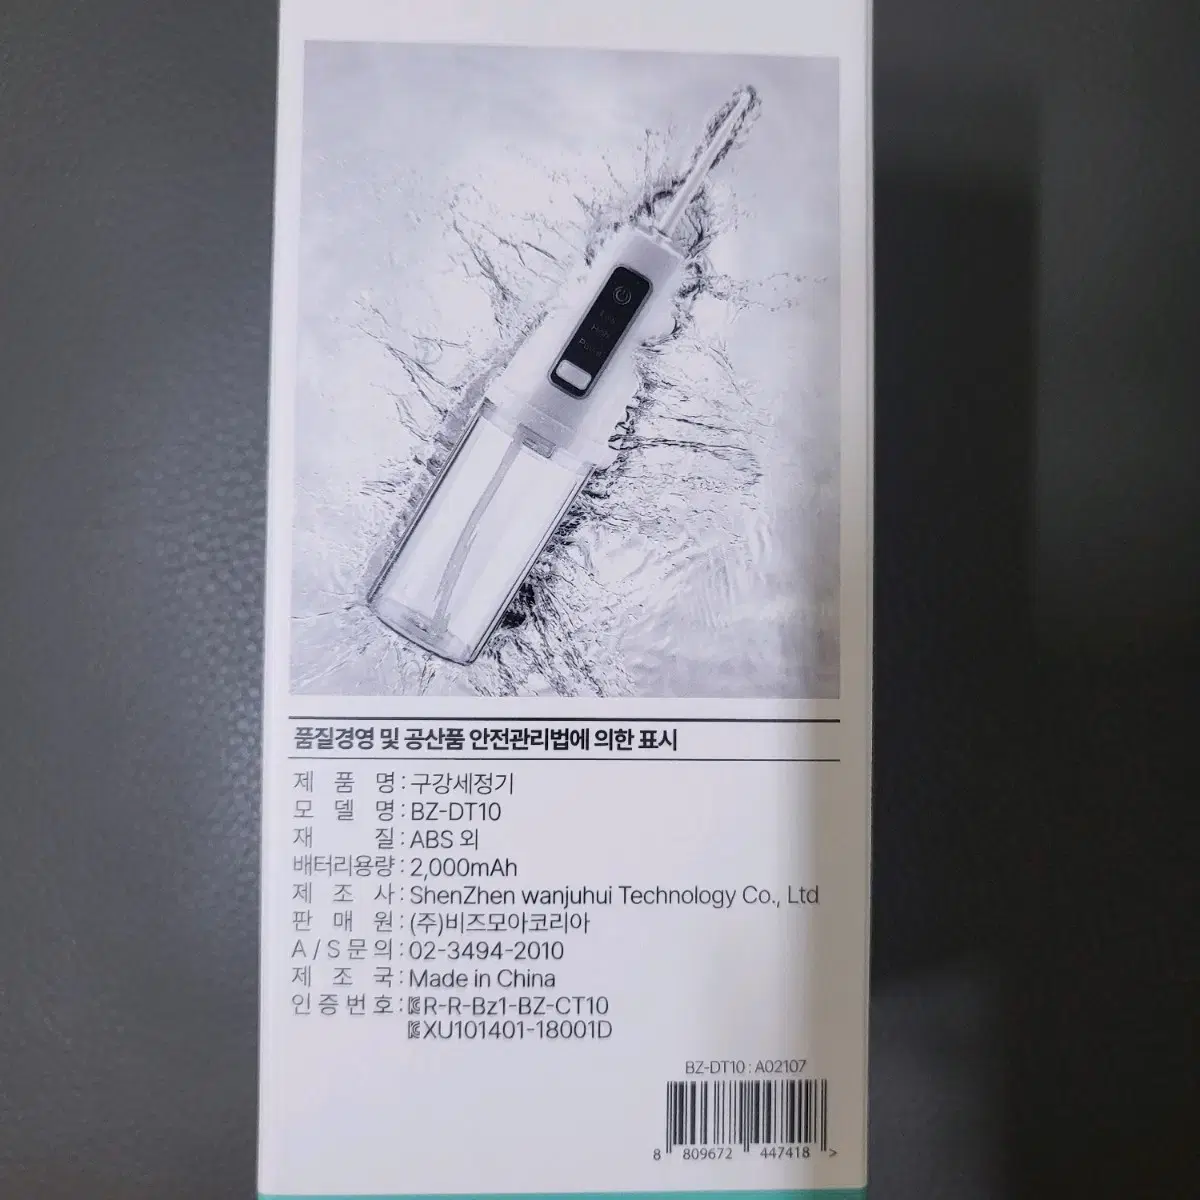 품질경영 및 공산품 안전관리법에 의한 표시
제 품 명 : 구강세정기
모 델 명 : BZ-DT10
재 질 : ABS 외
배터리용량 : 2,000mAh
제 조 사 : ShenZhen wanjuhui Technology Co., Ltd
판 매 원 : (주)비즈모아코리아
A / S 문 의 : 02-3494-2010
제 조 국 : Made in China
인 증 번 호 : R-R-Bz1-BZ-CT10
XU101401-18001D
BZ-DT10 : A02107
8 809672 447418 >